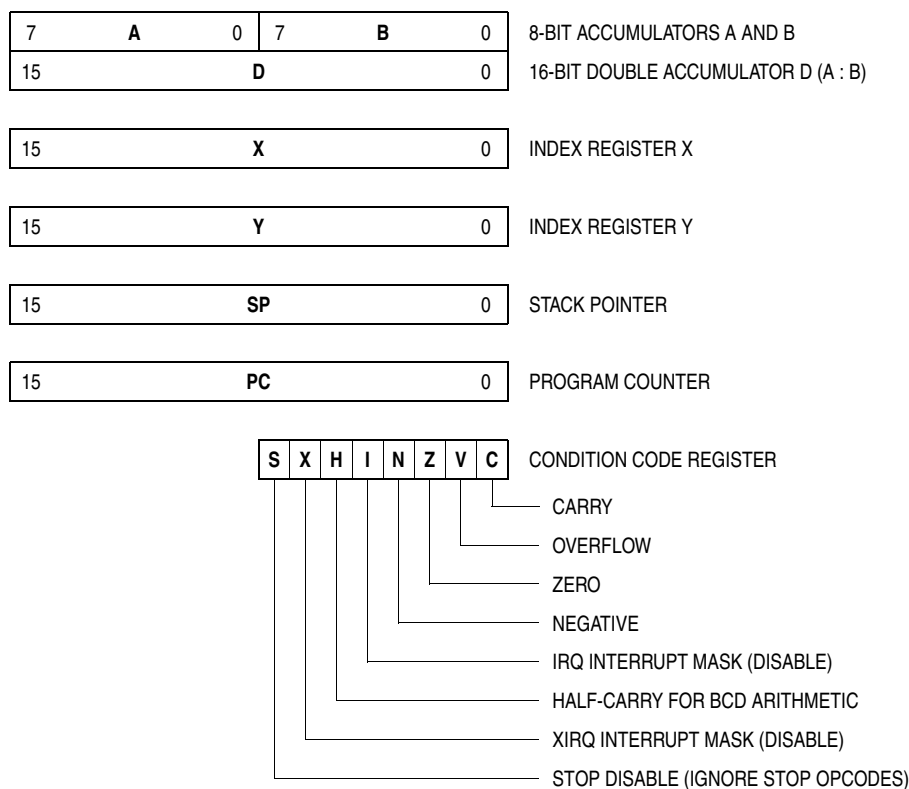 7 A 0 7 B 0 8-BIT ACCUMULATORS A AND B
15 D 0 16-BIT DOUBLE ACCUMULATOR D (A : B)
15 X 0 INDEX REGISTER X
15 Y 0 INDEX REGISTER Y
15 SP 0 STACK POINTER
15 PC 0 PROGRAM COUNTER
S X H I N Z V C CONDITION CODE REGISTER
CARRY
OVERFLOW
ZERO
NEGATIVE
IRQ INTERRUPT MASK (DISABLE)
HALF-CARRY FOR BCD ARITHMETIC
XIRQ INTERRUPT MASK (DISABLE)
STOP DISABLE (IGNORE STOP OPCODES)